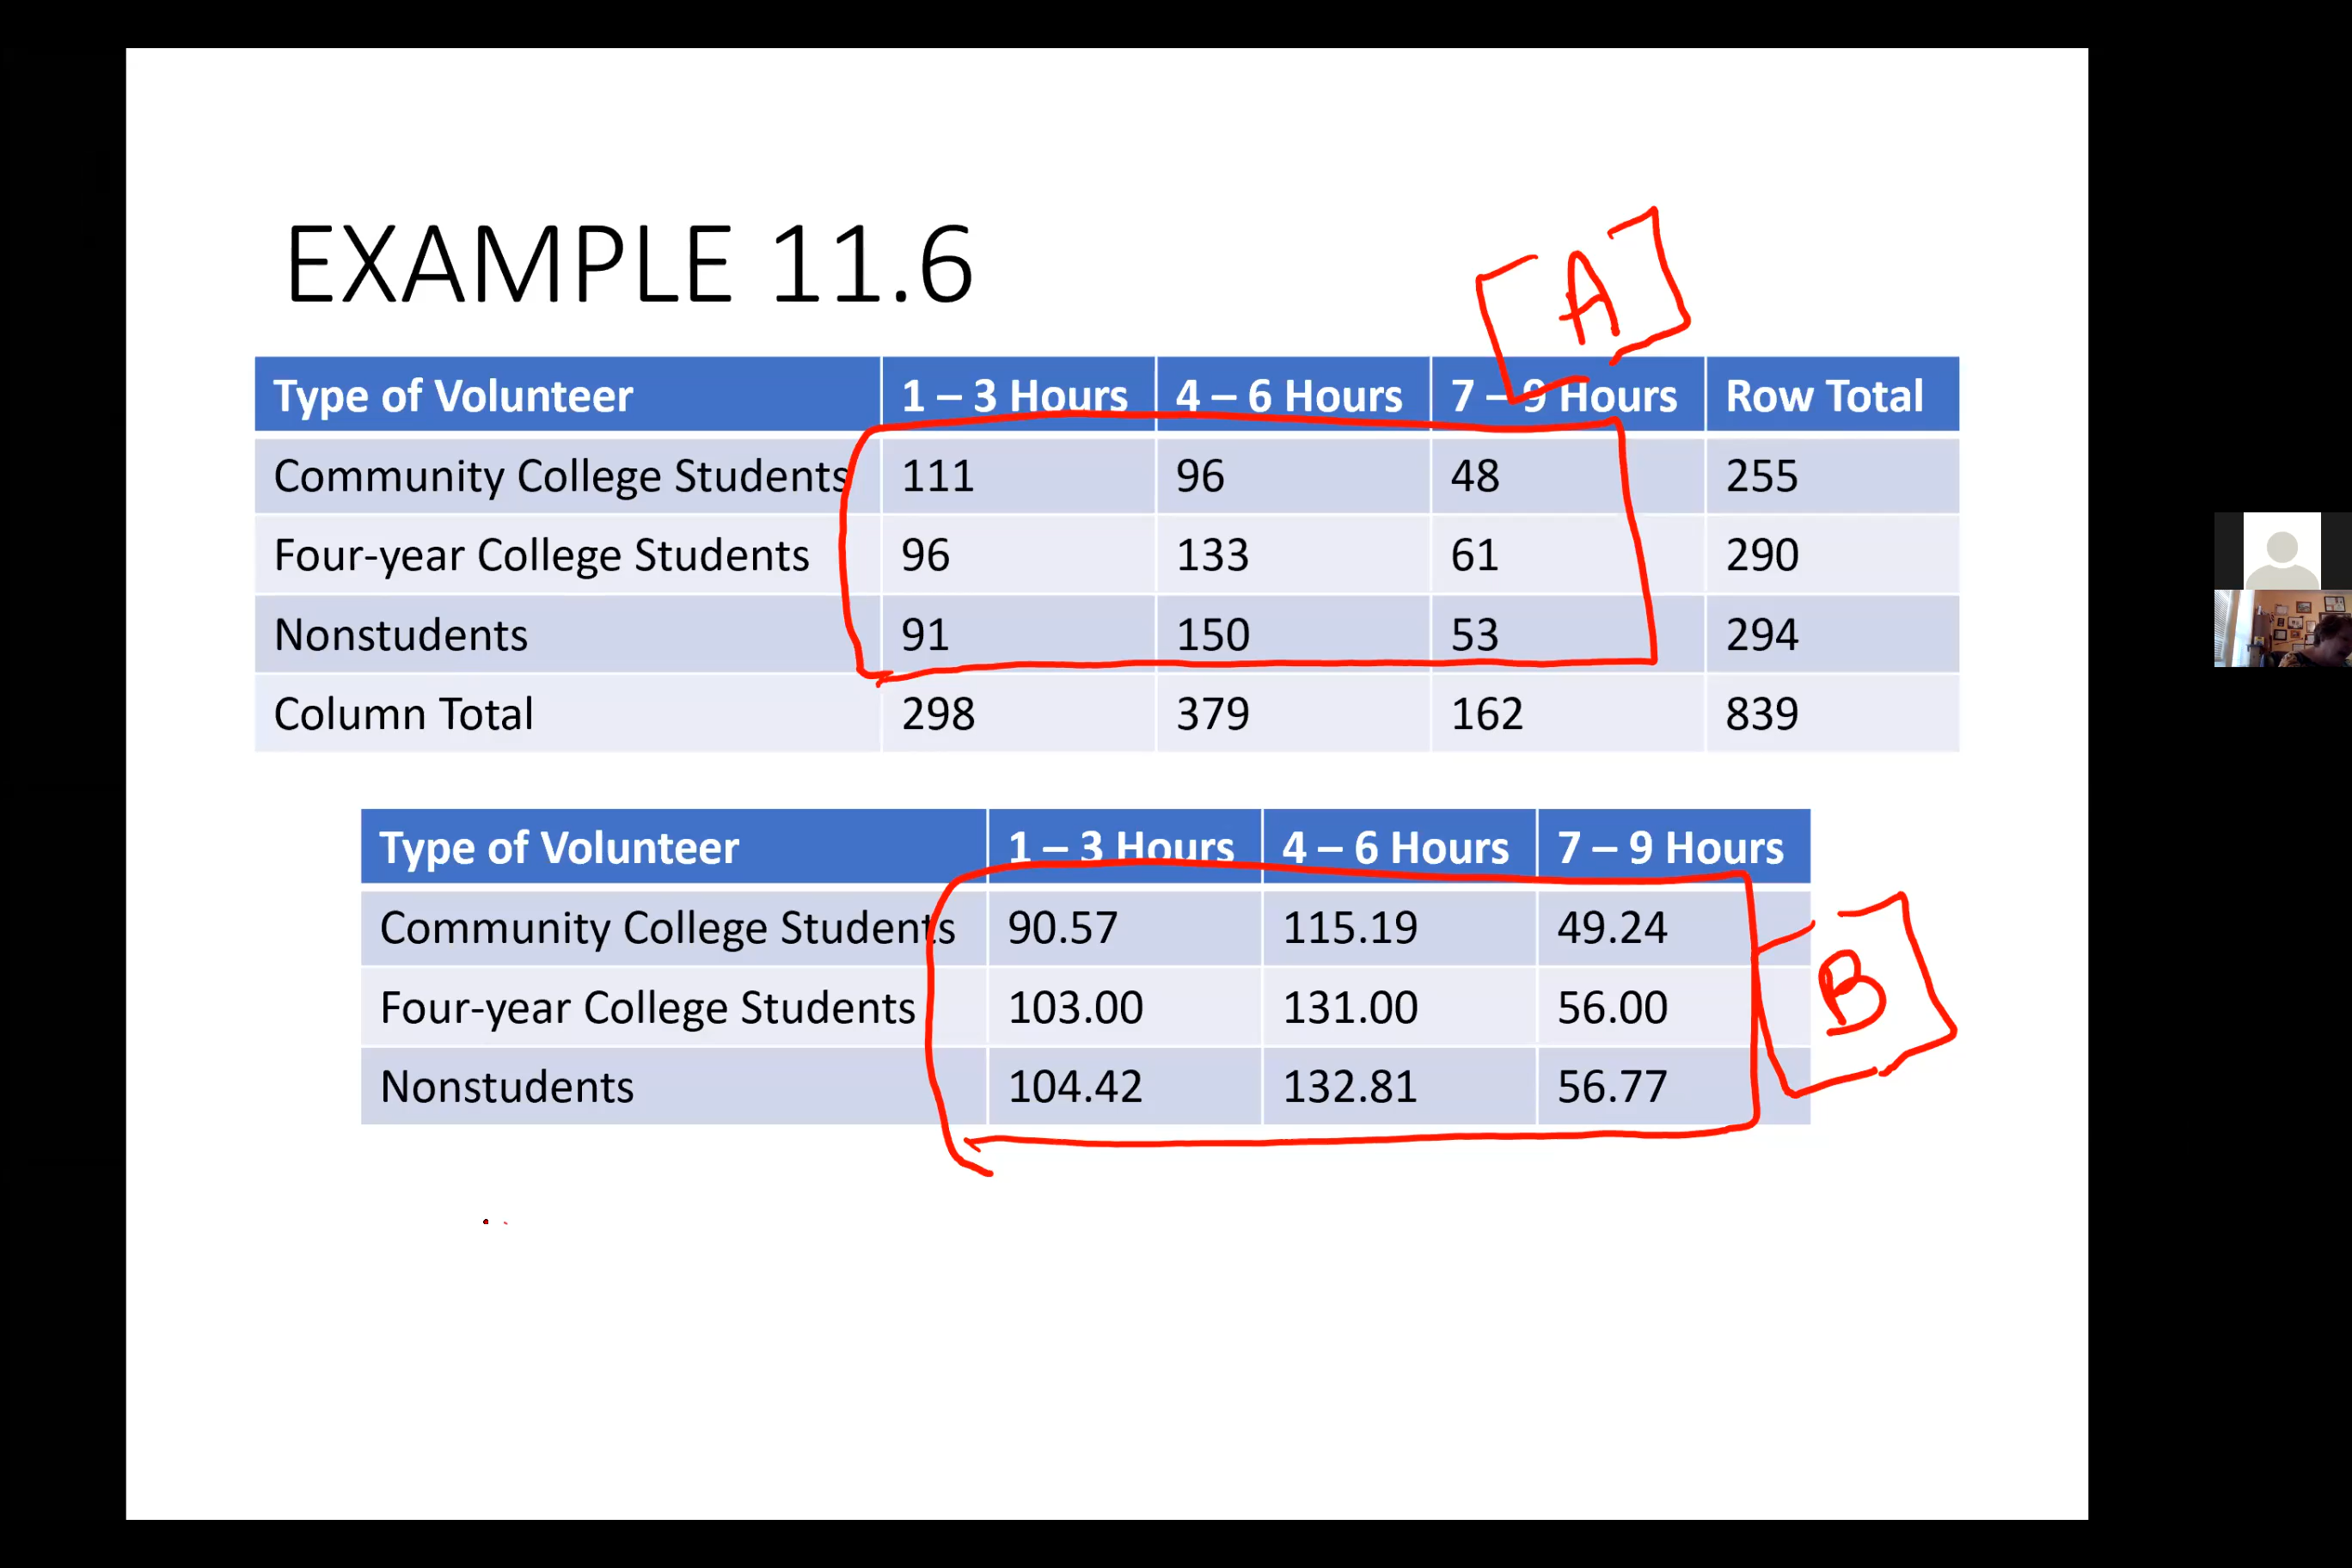 EXAMPLE 11.6
[A]
Type of Volunteer 1 – 3 Hours 4 – 6 Hours 7 – 9 Hours Row Total
Community College Students 111 96 48 255
Four-year College Students 96 133 61 290
Nonstudents 91 150 53 294
Column Total 298 379 162 839
Type of Volunteer 1 – 3 Hours 4 – 6 Hours 7 – 9 Hours
Community College Students 90.57 115.19 49.24
Four-year College Students 103.00 131.00 56.00
[B]
Nonstudents 104.42 132.81 56.77